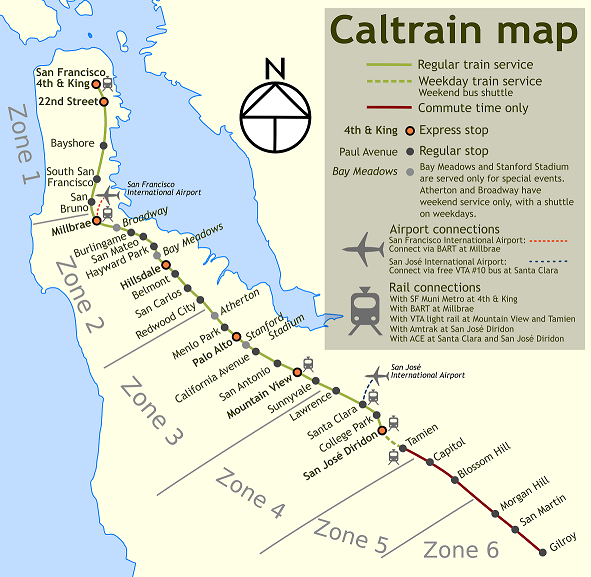 Caltrain map
N
Regular train service
Weekday train service
Weekend bus shuttle
Commute time only
4th & King Express stop
Paul Avenue Regular stop
Bay Meadows Bay Meadows and Stanford Stadium
are served only for special events.
Atherton and Broadway have
weekend service only, with a shuttle
on weekdays.
Airport connections
San Francisco International Airport:
Connect via BART at Millbrae
San José International Airport:
Connect via free VTA #10 bus at Santa Clara
Rail connections
With SF Muni Metro at 4th & King
With BART at Millbrae
With VTA light rail at Mountain View and Tamien
With Amtrak at San José Diridon
With ACE at Santa Clara and San José Diridon
San Francisco
4th & King
22nd Street
Zone 1
Bayshore
South San
Francisco
San Francisco
International Airport
San
Bruno
Millbrae
Broadway
Burlingame
San Mateo
Hayward Park
Bay Meadows
Zone 2
Hillsdale
Belmont
San Carlos
Redwood City
Atherton
Menlo Park
Palo Alto
Stanford
Stadium
Zone 3
California Avenue
San Antonio
Mountain View
Sunnyvale
Lawrence
San José
International Airport
Zone 4
Santa Clara
College Park
San José Diridon
Tamien
Zone 5
Capitol
Blossom Hill
Zone 6
Morgan Hill
San Martin
Gilroy